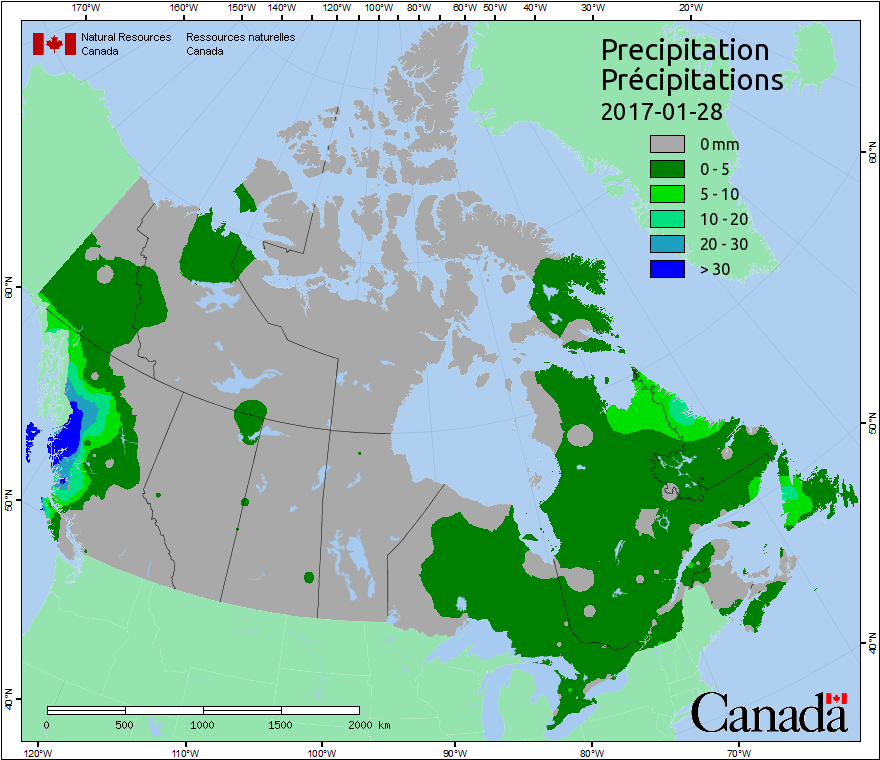 170°W 160°W 150°W 140°W 120°W 100°W 80°W 60°W 50°W 40°W 30°W 20°W
Natural Resources Ressources naturelles
Canada Canada
Precipitation
Précipitations
2017-01-28
0 mm
0 - 5
5 - 10
10 - 20
20 - 30
> 30
60°N
60°N
50°N
50°N
40°N
40°N
0 500 1000 1500 2000 km
Canada
120°W 110°W 100°W 90°W 80°W 70°W